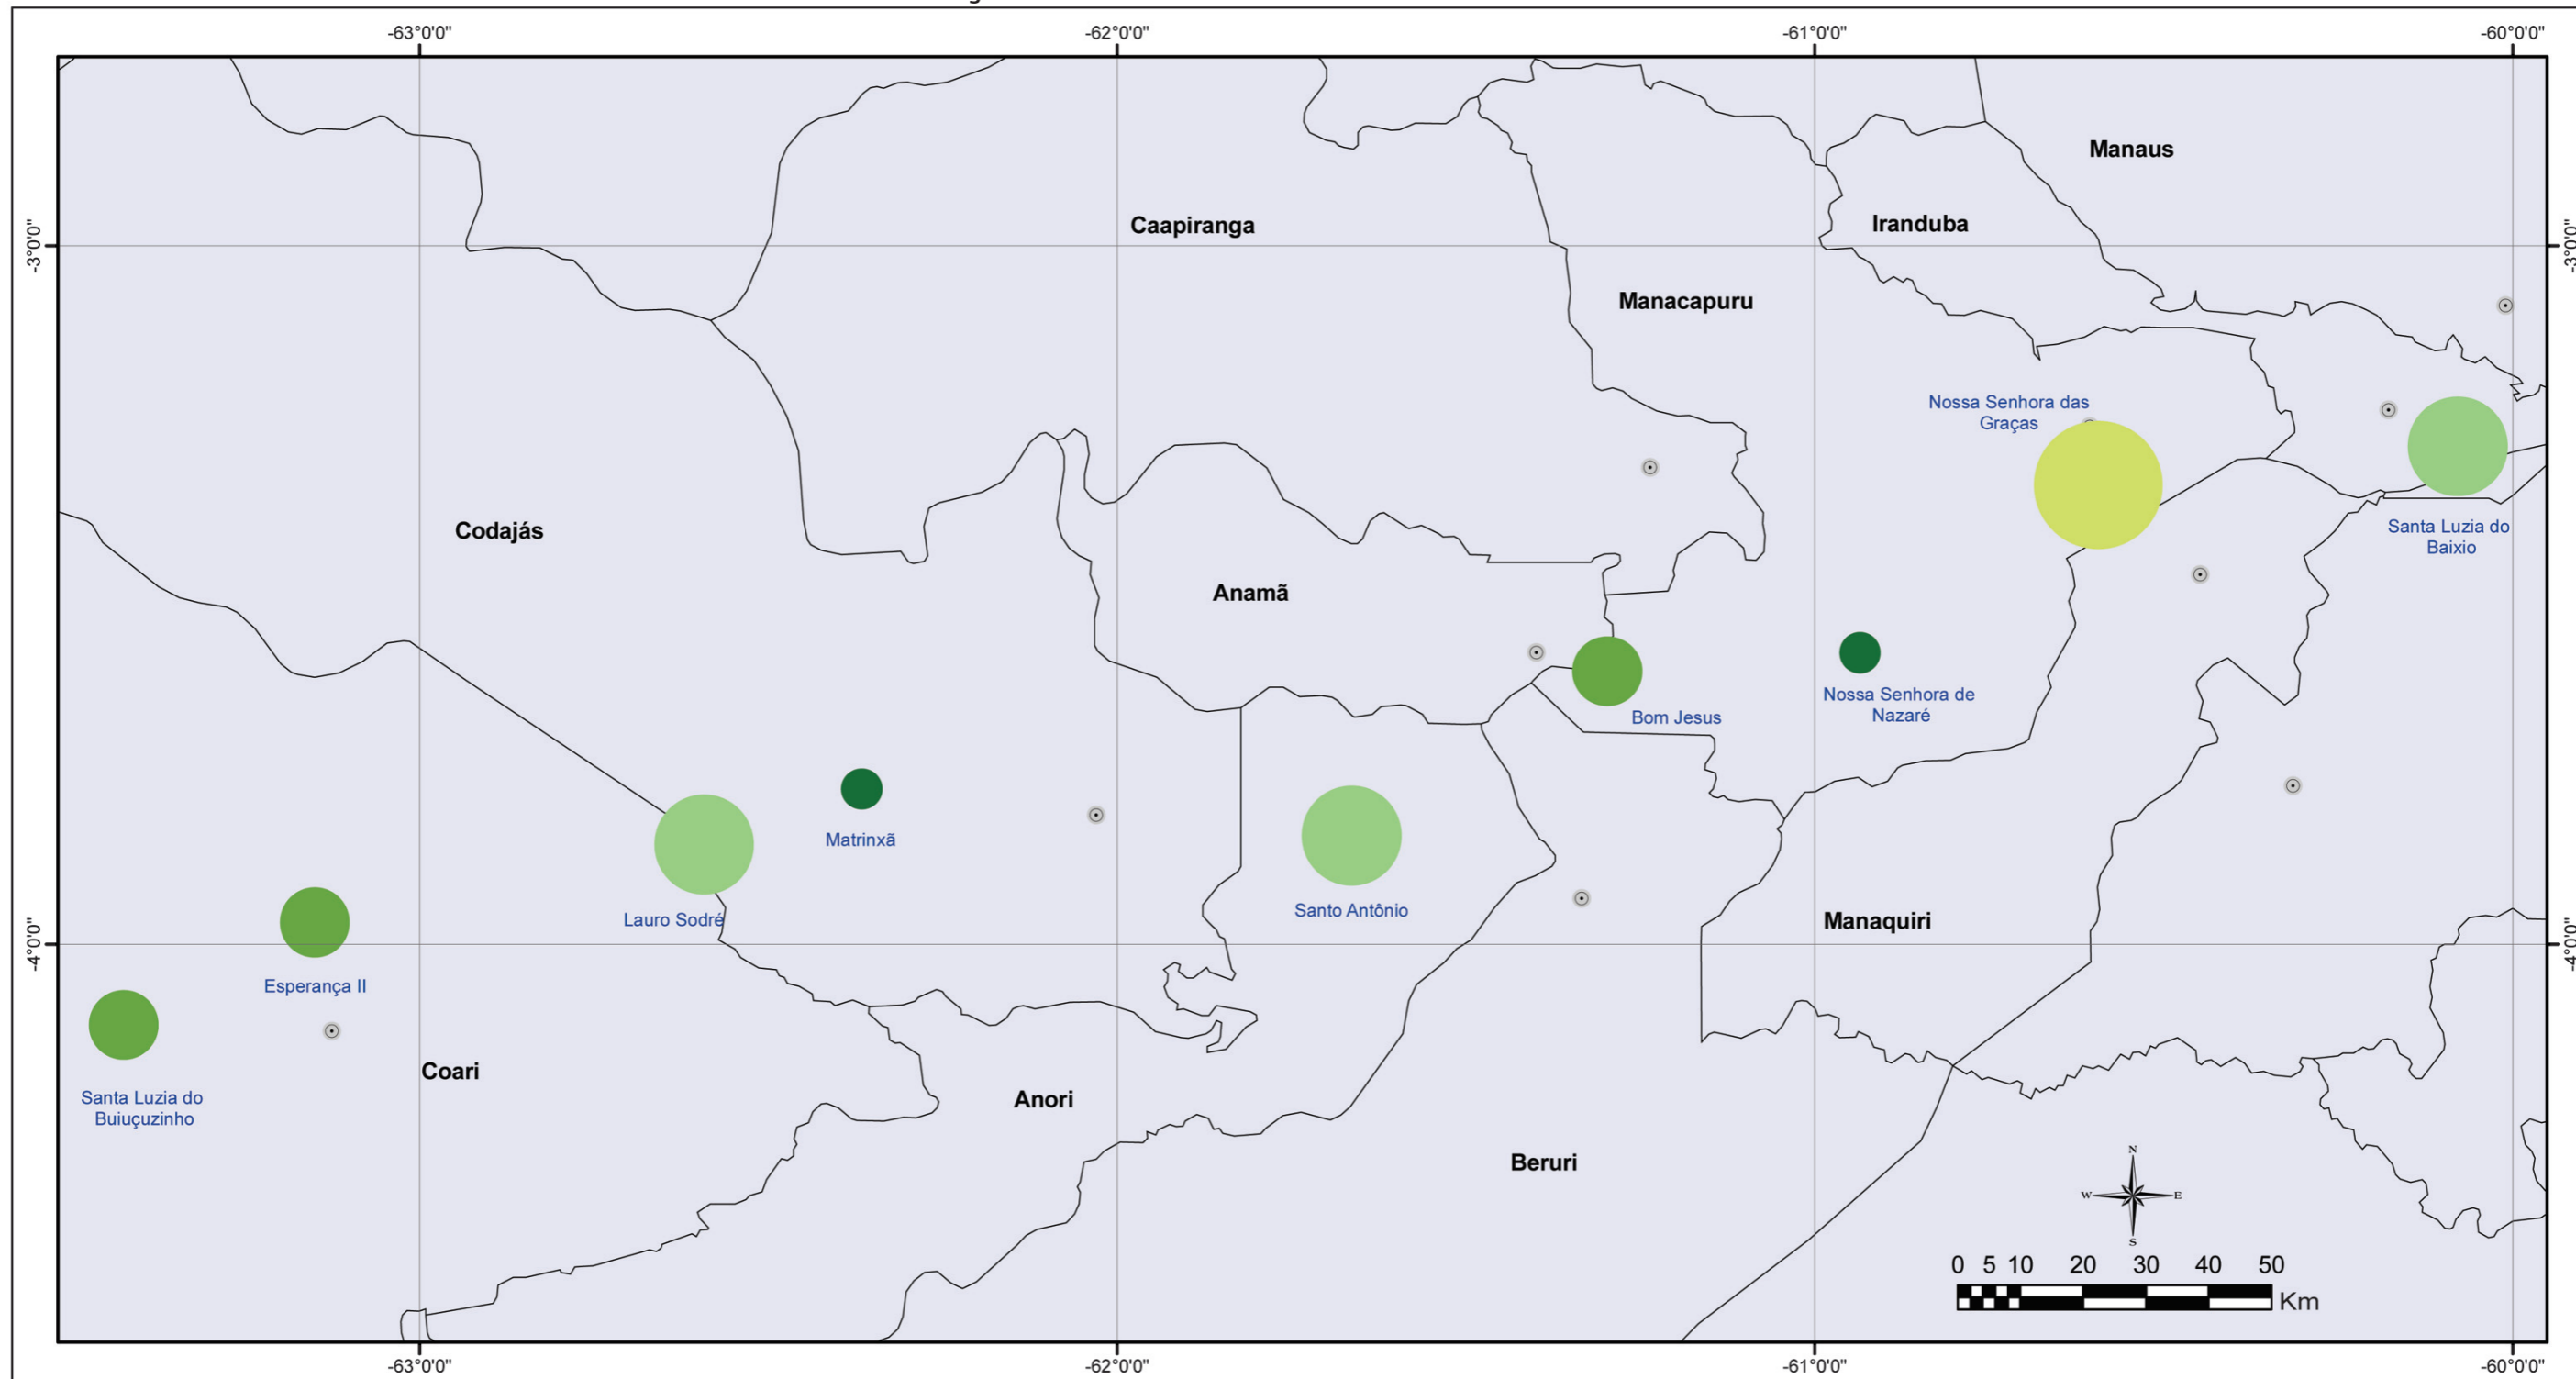 -63°0'0"
-62°0'0"
-61°0'0"
-60°0'0"
Manaus
Caapiranga
Iranduba
-3°0'0"
-3°0'0"
Manacapuru
Nossa Senhora das
Graças
Codajás
Santa Luzia do
Baixio
Anamã
Nossa Senhora de
Nazaré
Bom Jesus
Matrinxã
Lauro Sodré
Santo Antônio
Manaquiri
-4°0'0"
-4°0'0"
Esperança II
Coari
Santa Luzia do
Buiuçuzinho
Anori
Beruri
N
W
E
S
0 5 10 20 30 40 50
Km
-63°0'0"
-62°0'0"
-61°0'0"
-60°0'0"